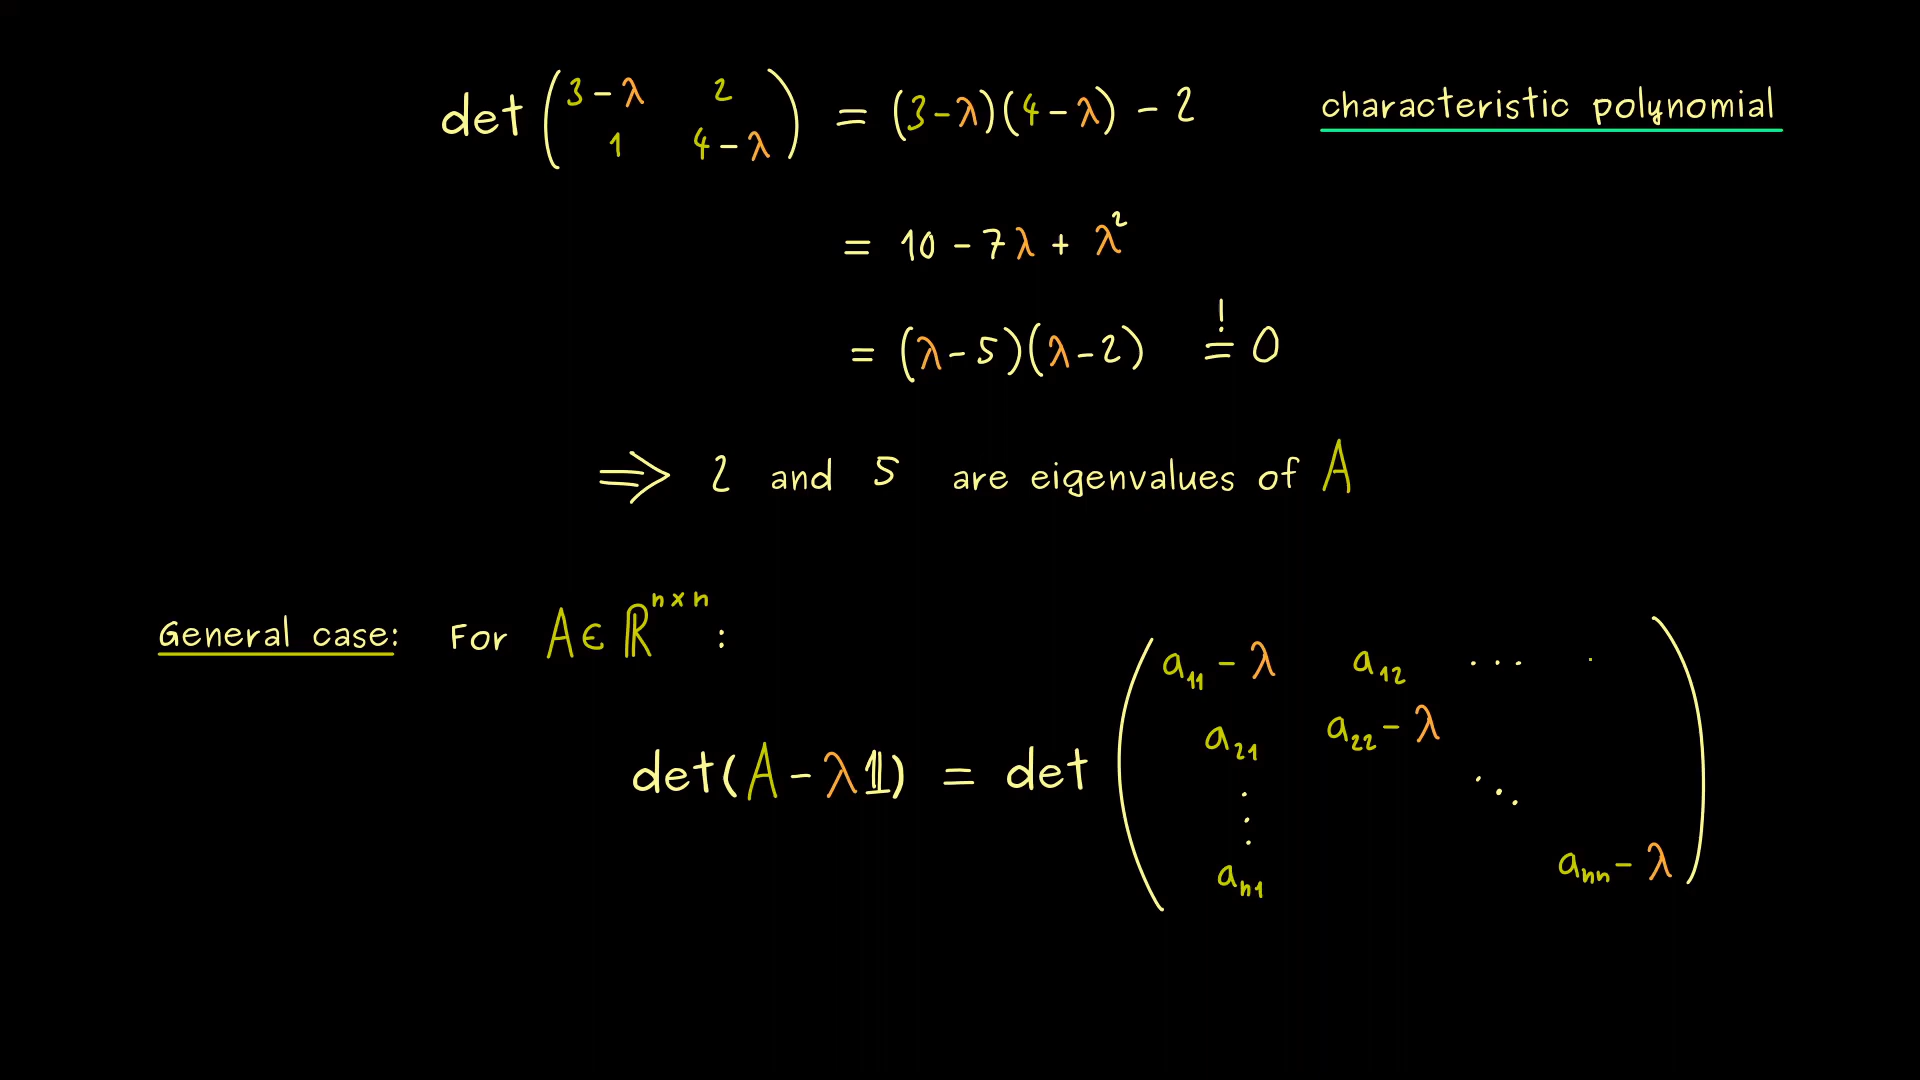 det ( 3-λ 2 ) = (3-λ)(4-λ) - 2 characteristic polynomial
1 4-λ
= 10 - 7λ + λ²
= (λ-5)(λ-2) != 0
⇒ 2 and 5 are eigenvalues of A
General case: For A ∈ ℝⁿˣⁿ :
a₁₁ - λ a₁₂ ... .
a₂₁ a₂₂ - λ
det(A - λ𝟙) = det
⋮ ⋱
aₙ₁ aₙₙ - λ